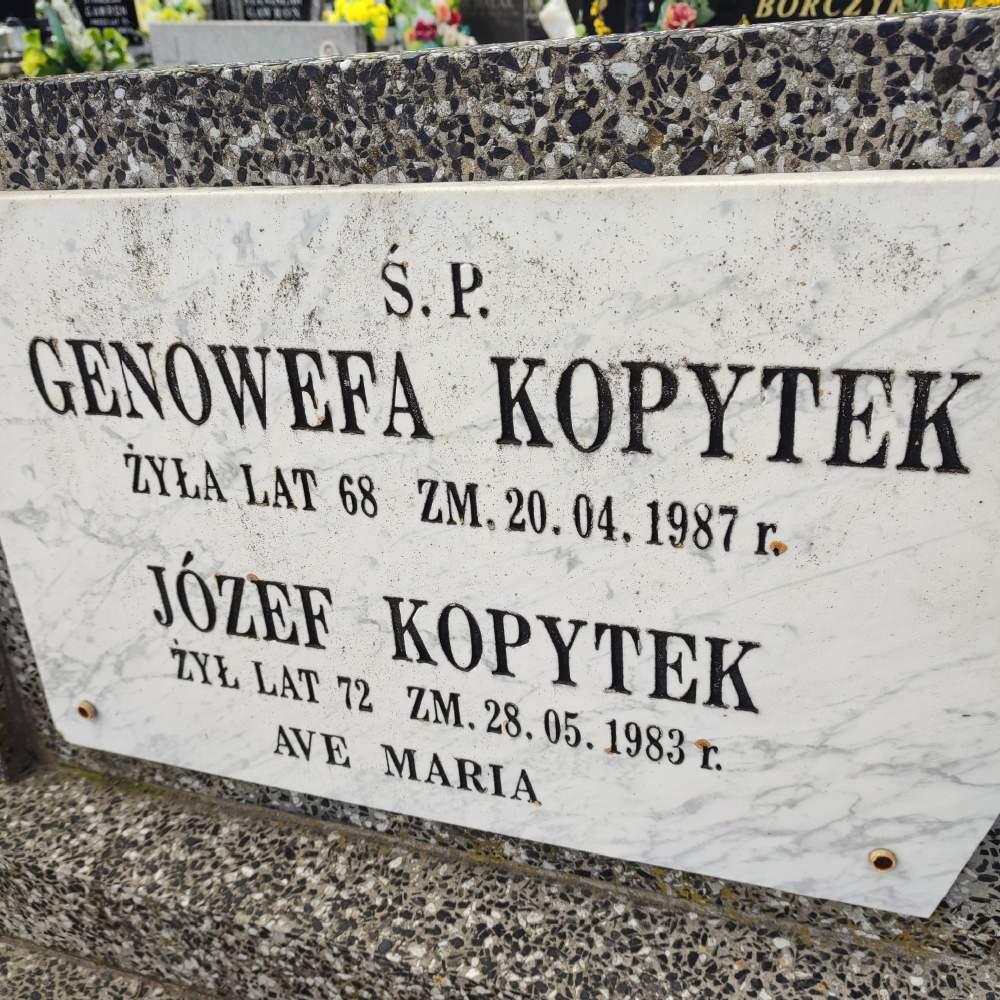 BORCZYK
Ś. P.
GENOWEFA KOPYTEK
ŻYŁA LAT 68 ZM. 20. 04. 1987 r.
JÓZEF KOPYTEK
ŻYŁ LAT 72 ZM. 28. 05. 1983 r.
AVE MARIA